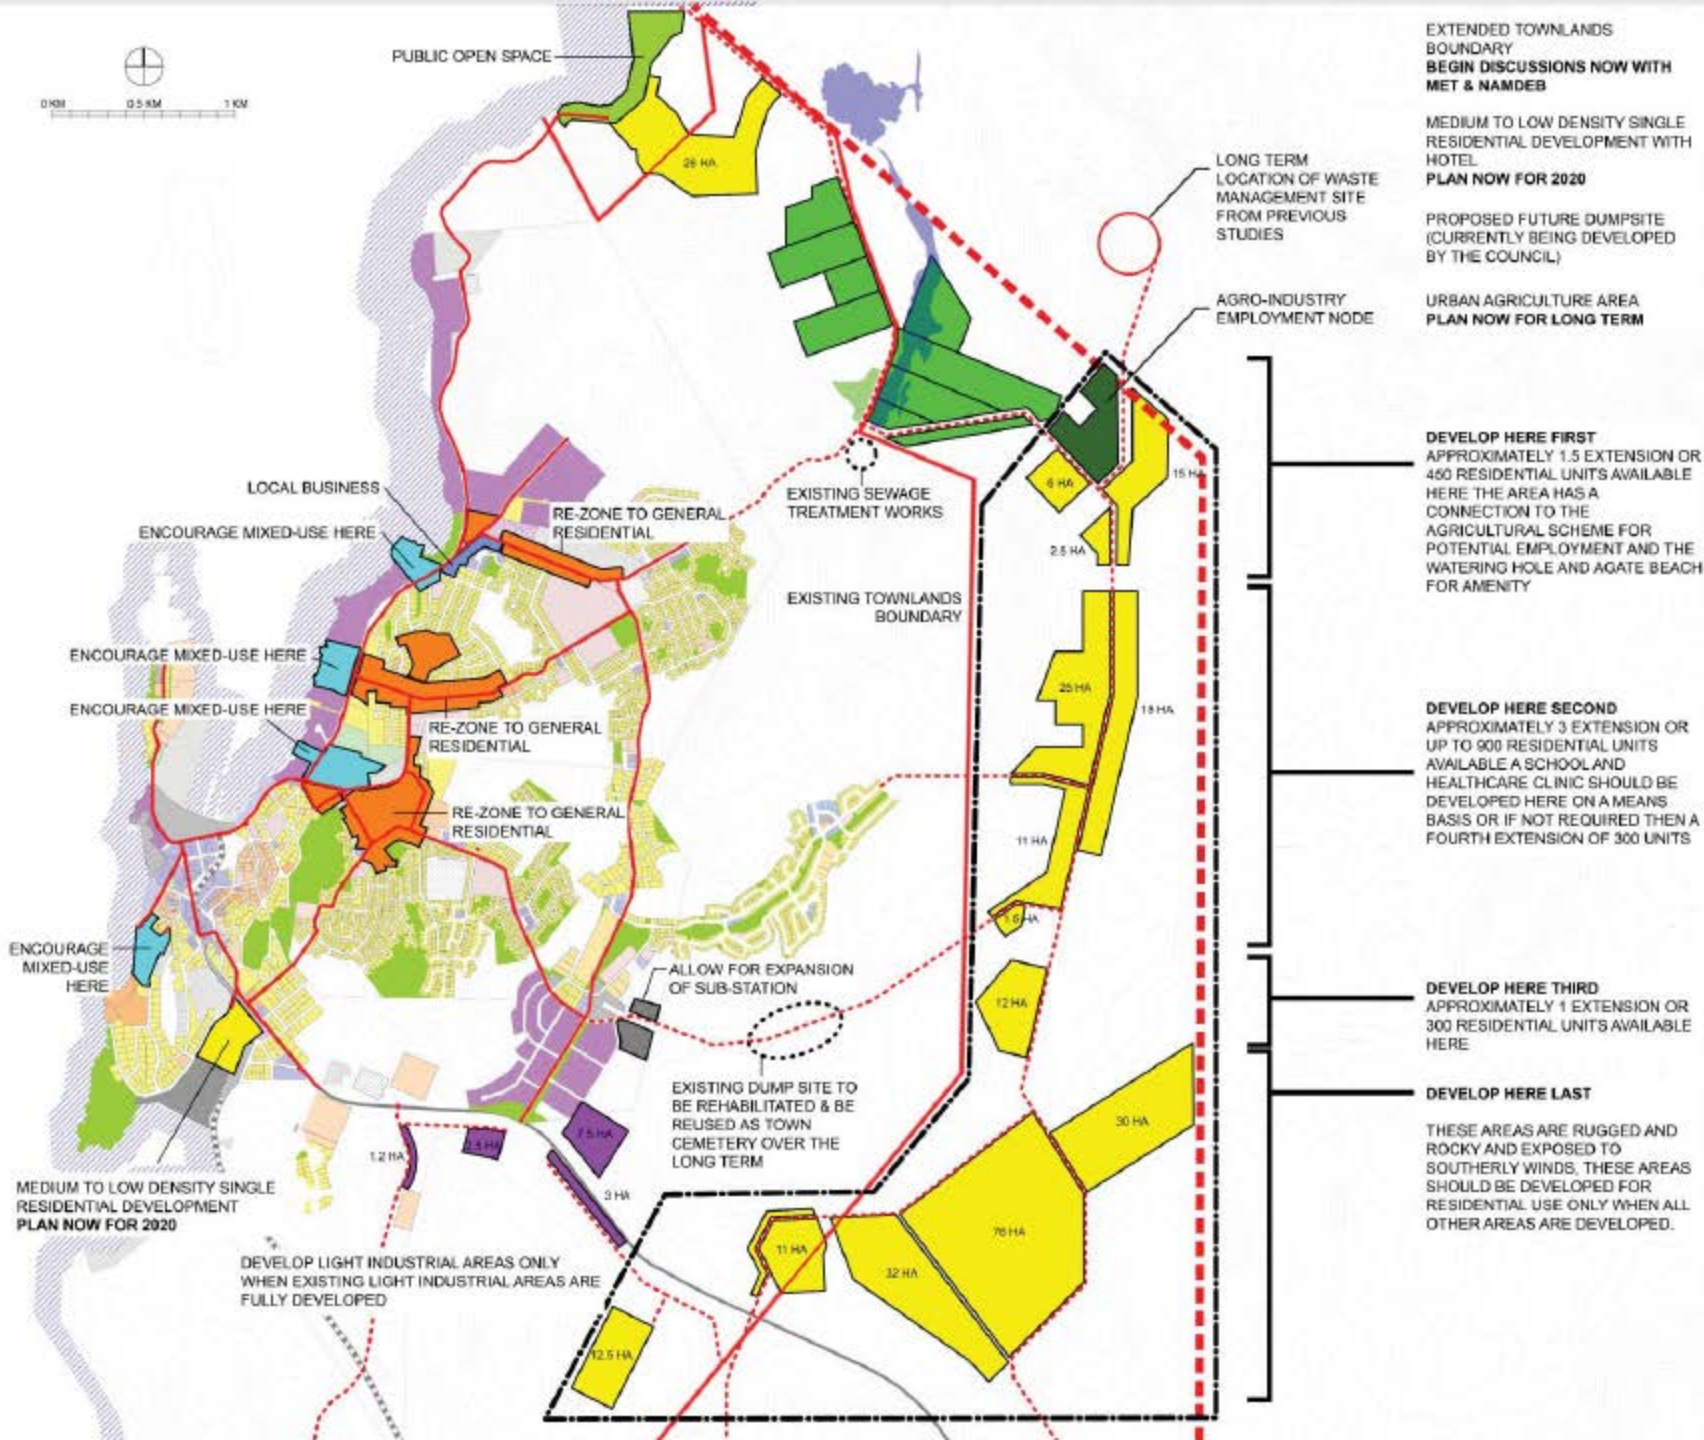 PUBLIC OPEN SPACE
0 KM
0.5 KM
1 KM
26 HA
EXTENDED TOWNLANDS
BOUNDARY
BEGIN DISCUSSIONS NOW WITH
MET & NAMDEB
MEDIUM TO LOW DENSITY SINGLE
RESIDENTIAL DEVELOPMENT WITH
HOTEL
PLAN NOW FOR 2020
PROPOSED FUTURE DUMPSITE
(CURRENTLY BEING DEVELOPED
BY THE COUNCIL)
URBAN AGRICULTURE AREA
PLAN NOW FOR LONG TERM
LONG TERM
LOCATION OF WASTE
MANAGEMENT SITE
FROM PREVIOUS
STUDIES
AGRO-INDUSTRY
EMPLOYMENT NODE
DEVELOP HERE FIRST
APPROXIMATELY 1.5 EXTENSION OR
450 RESIDENTIAL UNITS AVAILABLE
HERE THE AREA HAS A
CONNECTION TO THE
AGRICULTURAL SCHEME FOR
POTENTIAL EMPLOYMENT AND THE
WATERING HOLE AND AGATE BEACH
FOR AMENITY
15 HA
6 HA
2.5 HA
LOCAL BUSINESS
ENCOURAGE MIXED-USE HERE
RE-ZONE TO GENERAL
RESIDENTIAL
EXISTING SEWAGE
TREATMENT WORKS
EXISTING TOWNLANDS
BOUNDARY
ENCOURAGE MIXED-USE HERE
ENCOURAGE MIXED-USE HERE
RE-ZONE TO GENERAL
RESIDENTIAL
RE-ZONE TO GENERAL
RESIDENTIAL
25 HA
18 HA
11 HA
1.5 HA
DEVELOP HERE SECOND
APPROXIMATELY 3 EXTENSION OR
UP TO 900 RESIDENTIAL UNITS
AVAILABLE A SCHOOL AND
HEALTHCARE CLINIC SHOULD BE
DEVELOPED HERE ON A MEANS
BASIS OR IF NOT REQUIRED THEN A
FOURTH EXTENSION OF 300 UNITS
ENCOURAGE
MIXED-USE
HERE
ALLOW FOR EXPANSION
OF SUB-STATION
12 HA
DEVELOP HERE THIRD
APPROXIMATELY 1 EXTENSION OR
300 RESIDENTIAL UNITS AVAILABLE
HERE
EXISTING DUMP SITE TO
BE REHABILITATED & BE
REUSED AS TOWN
CEMETERY OVER THE
LONG TERM
DEVELOP HERE LAST
THESE AREAS ARE RUGGED AND
ROCKY AND EXPOSED TO
SOUTHERLY WINDS, THESE AREAS
SHOULD BE DEVELOPED FOR
RESIDENTIAL USE ONLY WHEN ALL
OTHER AREAS ARE DEVELOPED.
30 HA
7.5 HA
1.2 HA
3 HA
MEDIUM TO LOW DENSITY SINGLE
RESIDENTIAL DEVELOPMENT
PLAN NOW FOR 2020
76 HA
11 HA
32 HA
DEVELOP LIGHT INDUSTRIAL AREAS ONLY
WHEN EXISTING LIGHT INDUSTRIAL AREAS ARE
FULLY DEVELOPED
12.5 HA